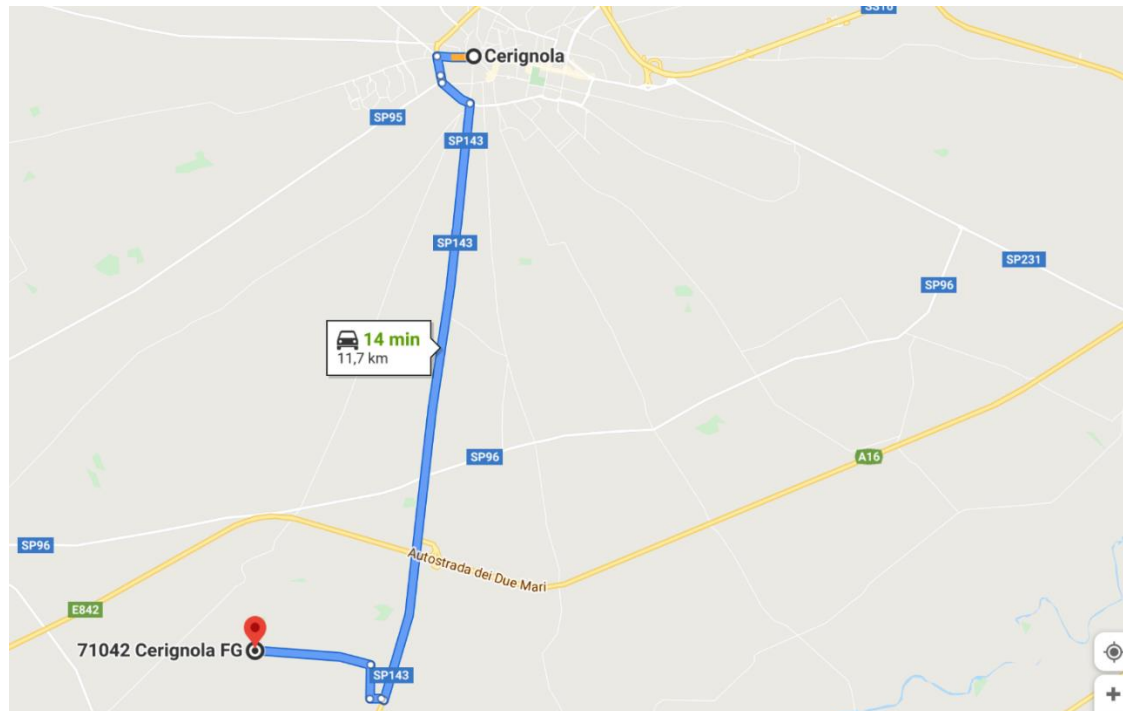 SS16
Cerignola
SP95
SP143
SP143
SP231
SP96
14 min
11,7 km
SP96
A16
SP96
Autostrada dei Due Mari
E842
71042 Cerignola FG
SP143
+